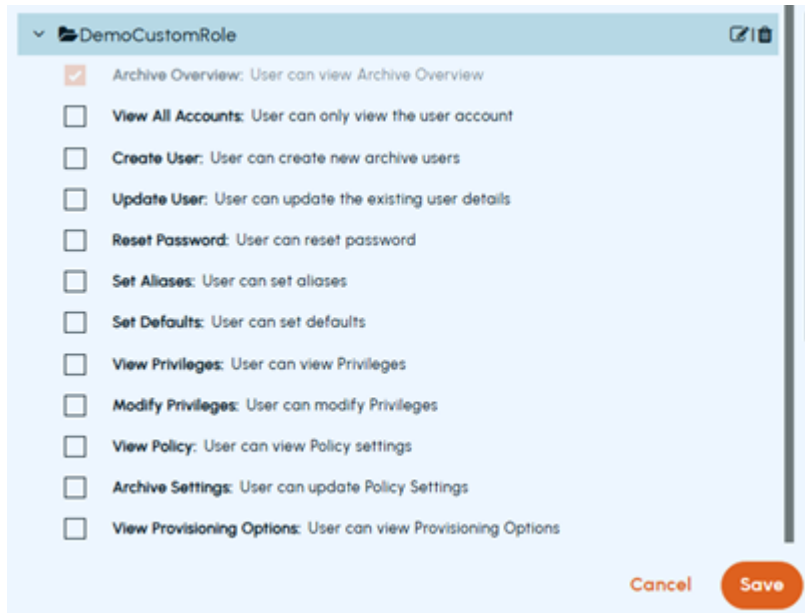 DemoCustomRole
Archive Overview: User can view Archive Overview
View All Accounts: User can only view the user account
Create User: User can create new archive users
Update User: User can update the existing user details
Reset Password: User can reset password
Set Aliases: User can set aliases
Set Defaults: User can set defaults
View Privileges: User can view Privileges
Modify Privileges: User can modify Privileges
View Policy: User can view Policy settings
Archive Settings: User can update Policy Settings
View Provisioning Options: User can view Provisioning Options
Cancel Save